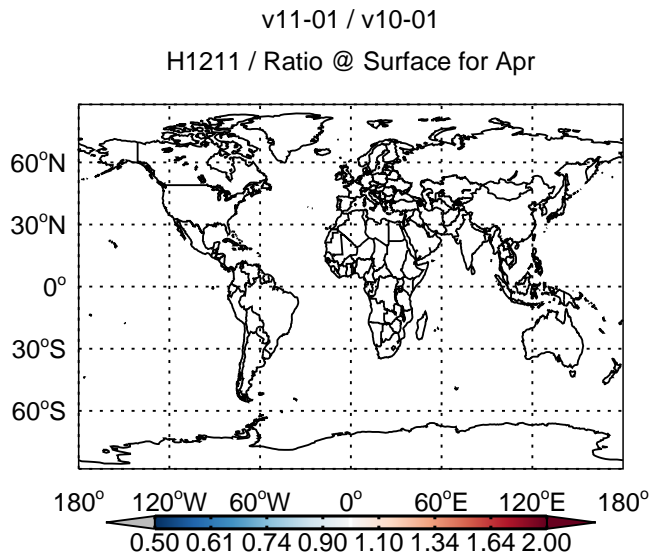 v11-01 / v10-01
H1211 / Ratio @ Surface for Apr
60°N
30°N
0°
30°S
60°S
180° 120°W 60°W 0° 60°E 120°E 180°
0.50 0.61 0.74 0.90 1.10 1.34 1.64 2.00